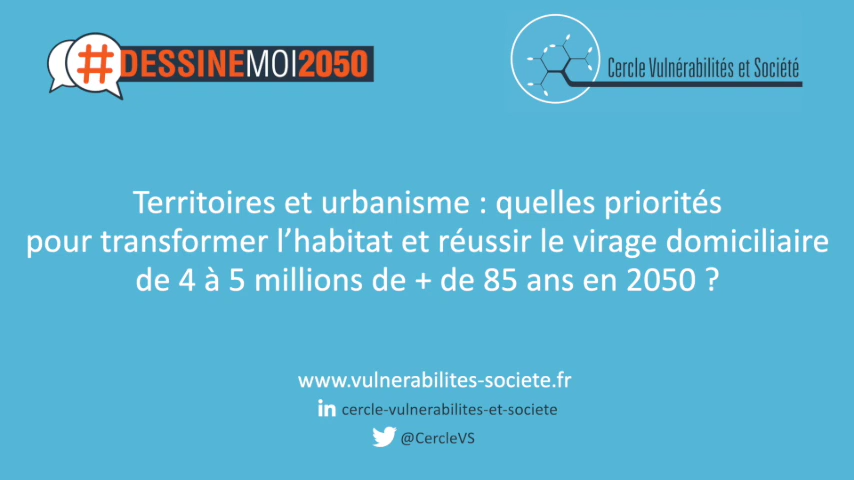 #DESSINEMOI2050
Cercle Vulnérabilités et Société
Territoires et urbanisme : quelles priorités
pour transformer l’habitat et réussir le virage domiciliaire
de 4 à 5 millions de + de 85 ans en 2050 ?
www.vulnerabilites-societe.fr
in cercle-vulnerabilites-et-societe
@CercleVS